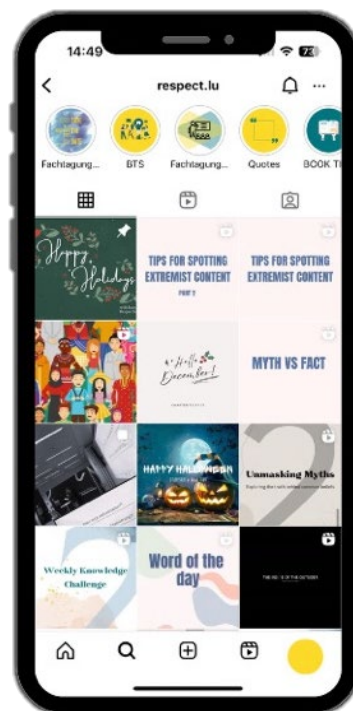 14:49
73
respect.lu
Fachtagung...
BTS
Fachtagung...
Quotes
BOOK TI
Happy
Holidays
TIPS FOR SPOTTING
EXTREMIST CONTENT
PART 2
TIPS FOR SPOTTING
EXTREMIST CONTENT
Hello
December!
MYTH VS FACT
HAPPY HALLOWEEN
Unmasking Myths
Weekly Knowledge
Challenge
Word of the
day